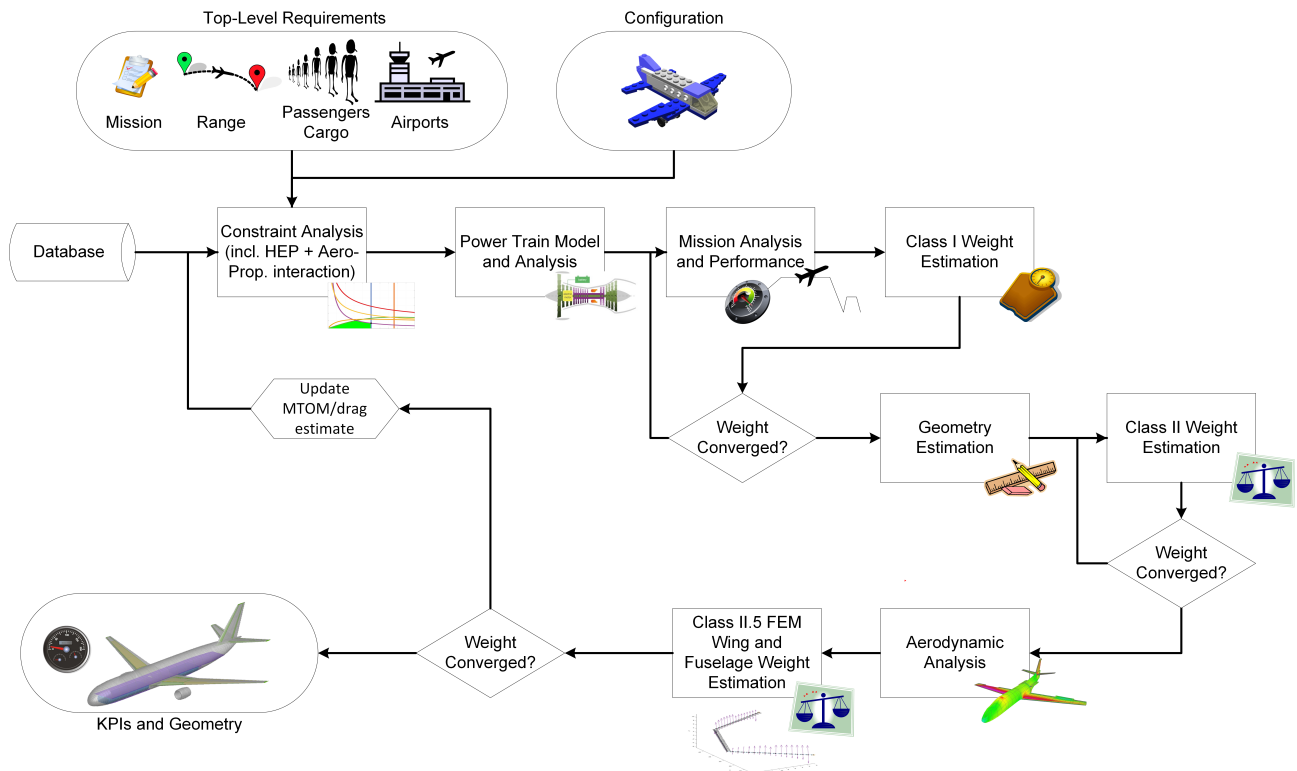 Top-Level Requirements
Configuration
Mission
Range
Passengers
Cargo
Airports
Database
Constraint Analysis
(incl. HEP + Aero-
Prop. interaction)
Power Train Model
and Analysis
Mission Analysis
and Performance
Class I Weight
Estimation
Update
MTOM/drag
estimate
Weight
Converged?
Geometry
Estimation
Class II Weight
Estimation
Weight
Converged?
Class II.5 FEM
Wing and
Fuselage Weight
Estimation
Aerodynamic
Analysis
Weight
Converged?
KPIs and Geometry